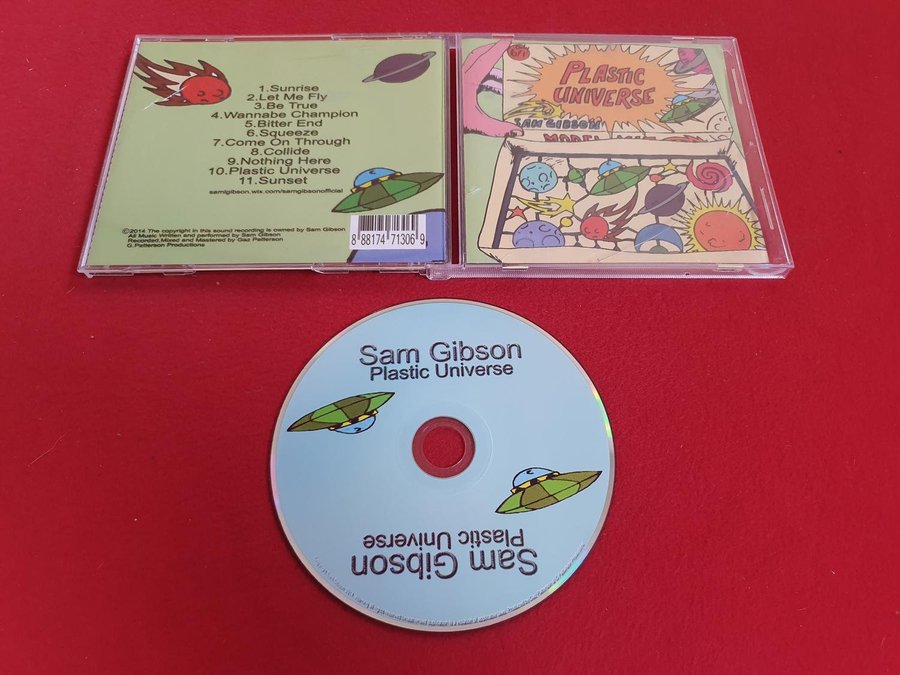 1.Sunrise
2.Let Me Fly
3.Be True
4.Wannabe Champion
5.Bitter End
6.Squeeze
7.Come On Through
8.Collide
9.Nothing Here
10.Plastic Universe
11.Sunset
samlgibson.wix.com/samgibsonofficial
©2014 The copyright in this sound recording is owned by Sam Gibson
All Music Written and performed by Sam Gibson
Recorded,Mixed and Mastered by Gaz Patterson
G.Patterson Productions
8 88174 71306 9
PLASTIC
UNIVERSE
SAM GIBSON
Sam Gibson
Plastic Universe
Sam Gibson
Plastic Universe